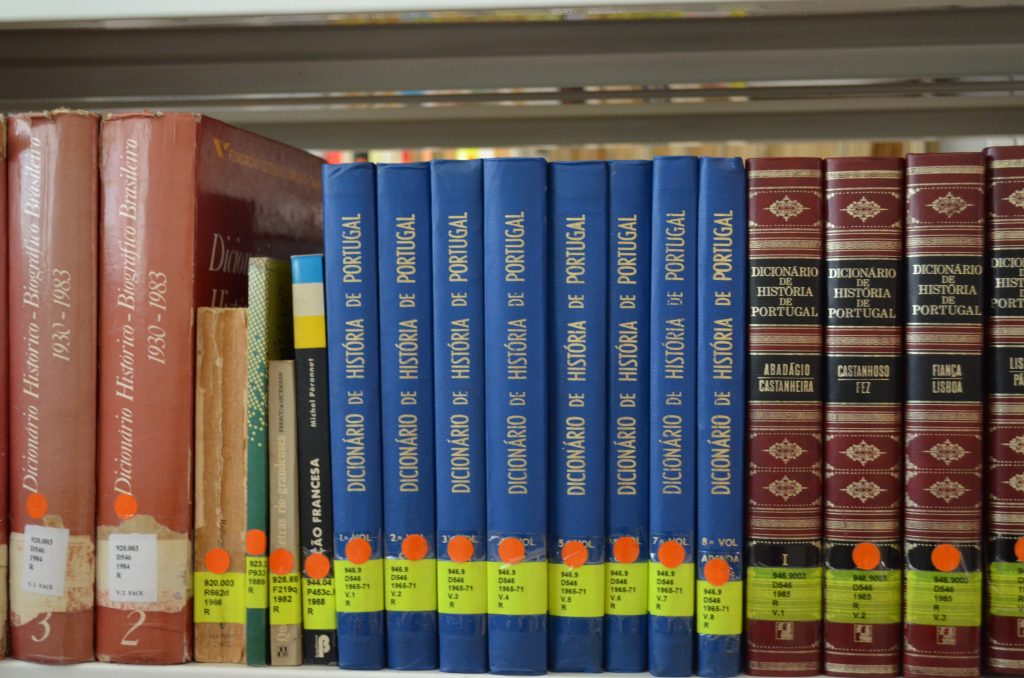 Dicionário Histórico - Biográfico Brasileiro
1930 - 1983
920.003
D546
1984
R
V.3 FACE
3
Dicionário Histórico - Biográfico Brasileiro
1930 - 1983
920.003
D546
1984
R
V.2 FACE
2
920.003
R662d
1966
R
P833
1989
R
928.69
F219q
1982
R
Michel Péronnet
944.04
P453c
1988
R
DICIONÁRIO DE HISTÓRIA DE PORTUGAL
1.º VOL
946.9
D546
1965-71
V.1
R
DICIONÁRIO DE HISTÓRIA DE PORTUGAL
2.º VOL
946.9
D546
1965-71
V.2
R
DICIONÁRIO DE HISTÓRIA DE PORTUGAL
946.9
D546
1965-71
V.3
R
DICIONÁRIO DE HISTÓRIA DE PORTUGAL
946.9
D546
1965-71
V.4
R
DICIONÁRIO DE HISTÓRIA DE PORTUGAL
VOL
946.9
D546
1965-71
V.5
R
DICIONÁRIO DE HISTÓRIA DE PORTUGAL
946.9
D546
1965-71
V.6
R
DICIONÁRIO DE HISTÓRIA DE PORTUGAL
7.º VOL
946.9
D546
1965-71
V.7
R
DICIONÁRIO DE HISTÓRIA DE PORTUGAL
8.º VOL
946.9
D546
1965-71
V.8
R
DICIONÁRIO
DE
HISTÓRIA
DE
PORTUGAL
ABADÁGIO
CASTANHEIRA
I
946.9003
D546
1985
R
V.1
DICIONÁRIO
DE
HISTÓRIA
DE
PORTUGAL
CASTANHOSO
FEZ
946.9003
D546
1985
R
V.2
DICIONÁRIO
DE
HISTÓRIA
DE
PORTUGAL
FIANÇA
LISBOA
946.9003
D546
1985
R
V.3